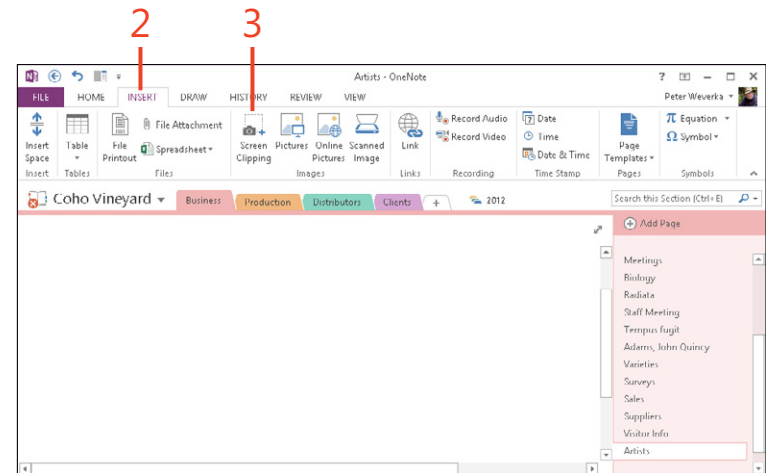 2 3
Artists - OneNote
?
FILE HOME INSERT DRAW HISTORY REVIEW VIEW Peter Weverka
Insert Space
Table
File Printout
File Attachment
Spreadsheet
Screen Clipping
Pictures
Online Pictures
Scanned Image
Link
Record Audio
Record Video
Date
Time
Date & Time
Page Templates
π Equation
Ω Symbol
Insert Tables Files Images Links Recording Time Stamp Pages Symbols
Coho Vineyard Business Production Distributors Clients + 2012 Search this Section (Ctrl+E)
Add Page
Meetings
Biology
Radiata
Staff Meeting
Tempus fugit
Adams, John Quincy
Varieties
Surveys
Sales
Suppliers
Visitor Info
Artists